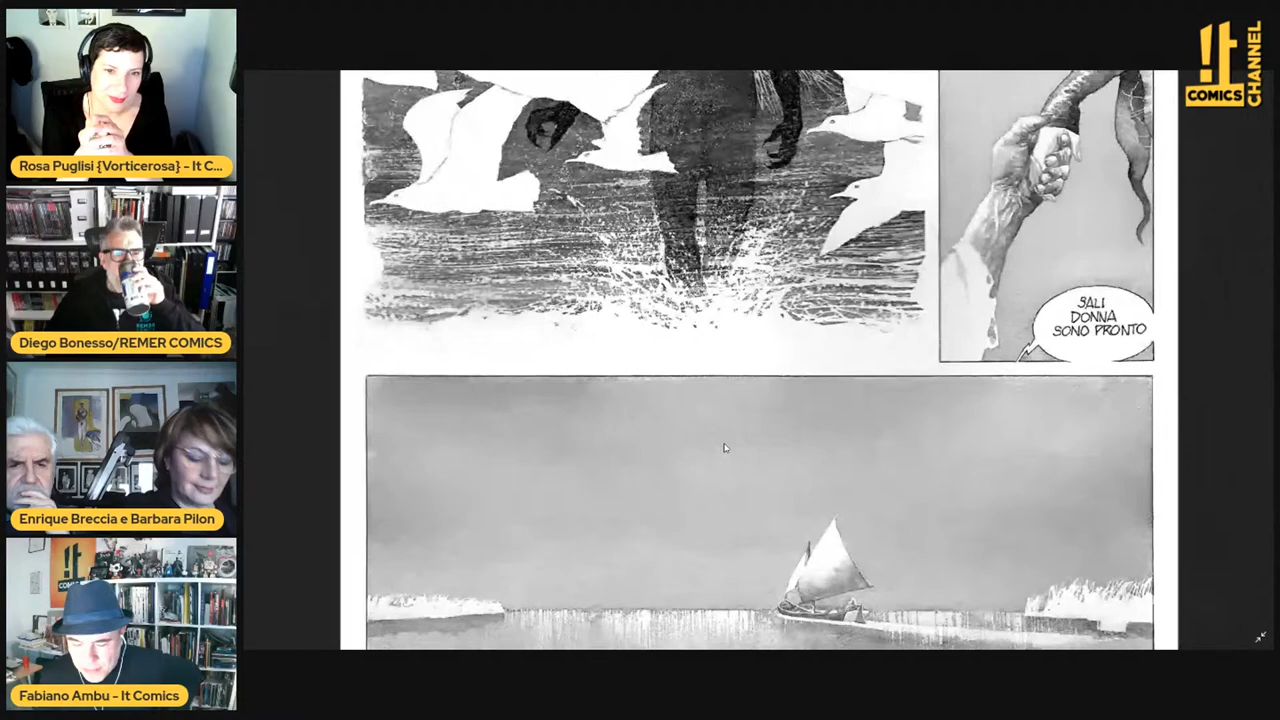 Rosa Puglisi {Vorticerosa} - It C...
Diego Bonesso/REMER COMICS
Enrique Breccia e Barbara Pilon
Fabiano Ambu - It Comics
SALI
DONNA
SONO PRONTO
!t
COMICS
CHANNEL